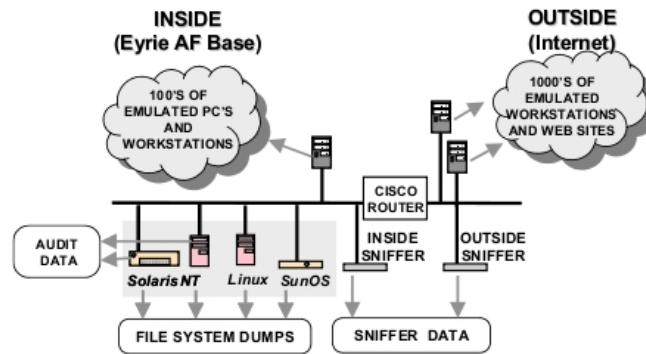 INSIDE
(Eyrie AF Base)
OUTSIDE
(Internet)
100'S OF
EMULATED PC'S
AND
WORKSTATIONS
1000'S OF
EMULATED
WORKSTATIONS
AND WEB SITES
CISCO
ROUTER
AUDIT
DATA
INSIDE
SNIFFER
OUTSIDE
SNIFFER
Solaris NT Linux SunOS
FILE SYSTEM DUMPS
SNIFFER DATA